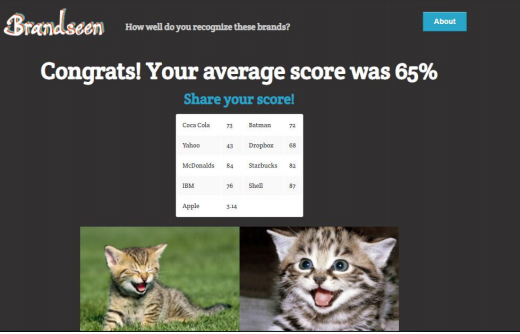 Brandseen How well do you recognize these brands? About
Congrats! Your average score was 65%
Share your score!
Coca Cola 73 Batman 72
Yahoo 43 Dropbox 68
McDonalds 84 Starbucks 82
IBM 76 Shell 87
Apple 3.14